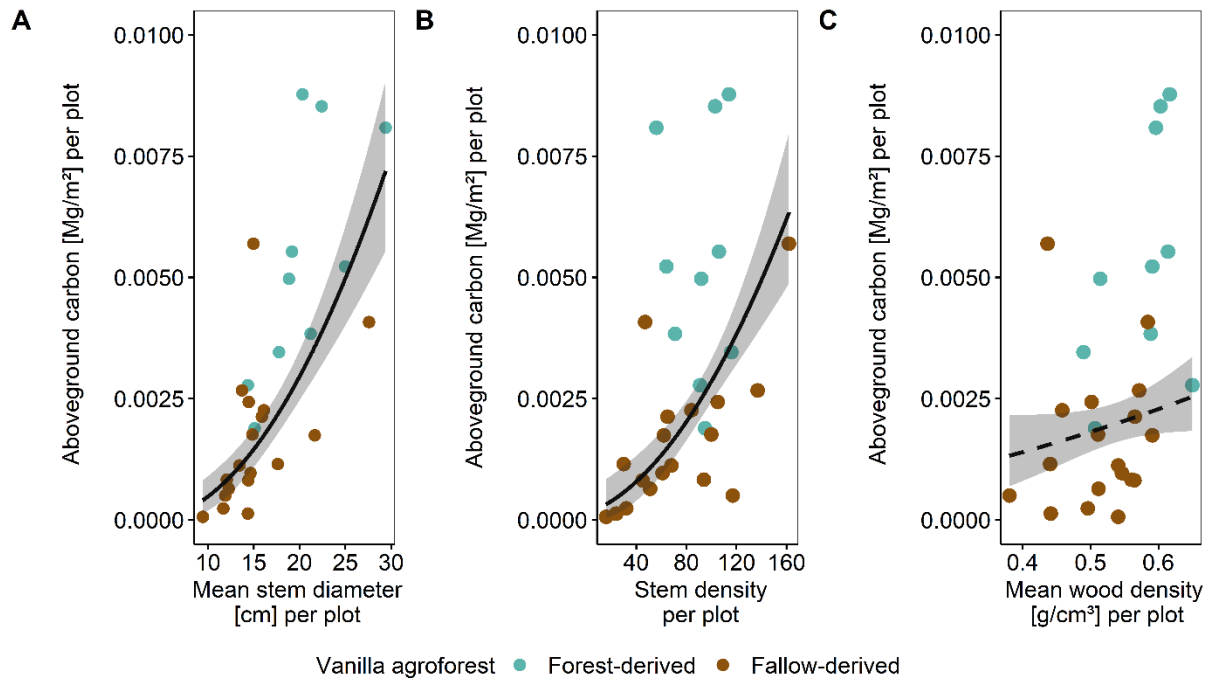 A
B
C
Aboveground carbon [Mg/m²] per plot
0.0100
0.0075
0.0050
0.0025
0.0000
10 15 20 25 30
Mean stem diameter
[cm] per plot
Aboveground carbon [Mg/m²] per plot
0.0100
0.0075
0.0050
0.0025
0.0000
40 80 120 160
Stem density
per plot
Aboveground carbon [Mg/m²] per plot
0.0100
0.0075
0.0050
0.0025
0.0000
0.4 0.5 0.6
Mean wood density
[g/cm³] per plot
Vanilla agroforest Forest-derived Fallow-derived